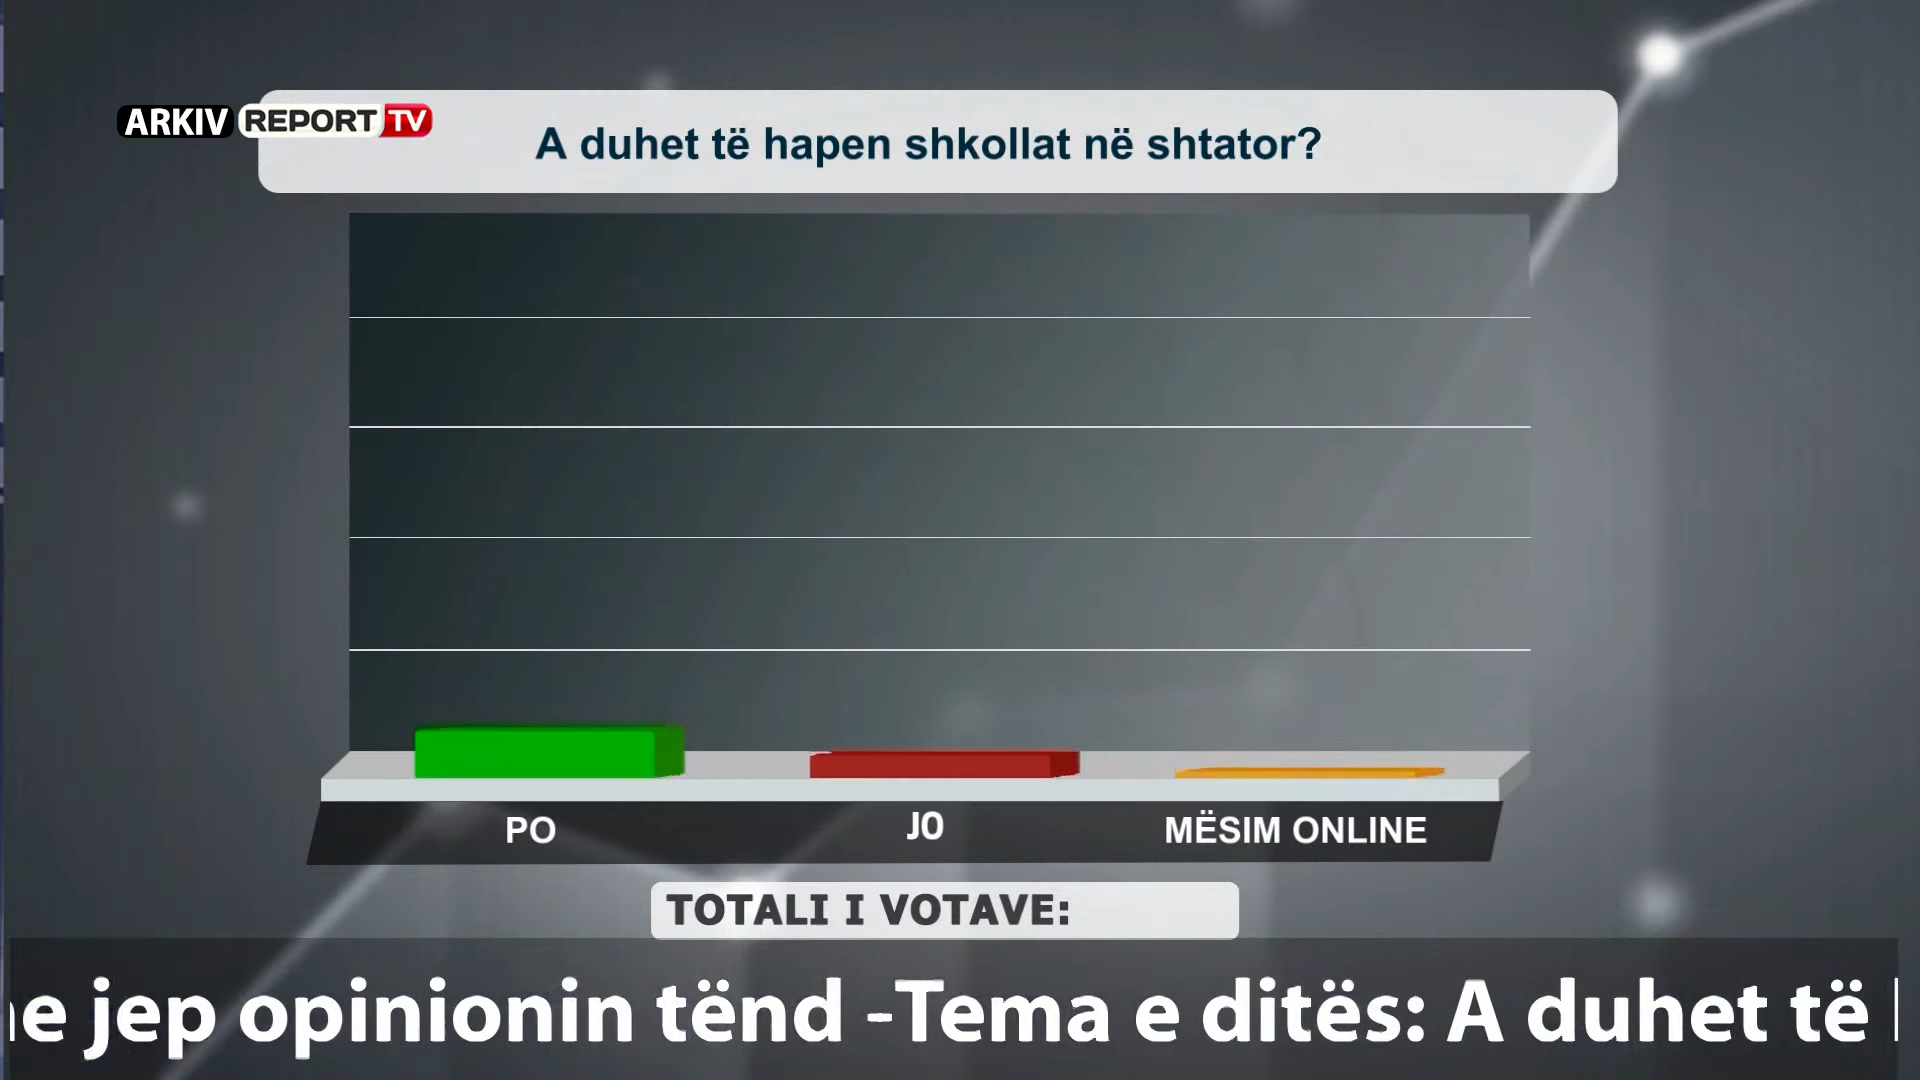 ARKIV REPORT TV
A duhet të hapen shkollat në shtator?
PO
JO
MËSIM ONLINE
TOTALI I VOTAVE:
jep opinionin tënd -Tema e ditës: A duhet të